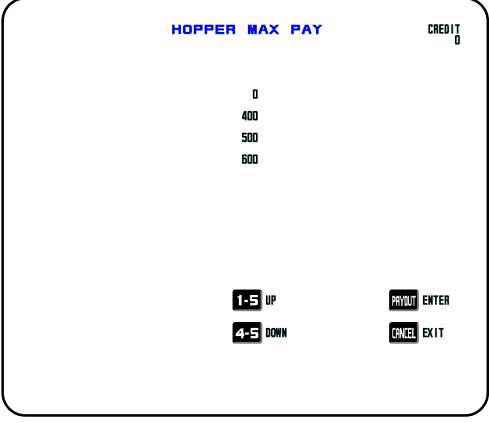 HOPPER MAX PAY
CREDIT
0
0
400
500
600
1-5 UP
PAYOUT ENTER
4-5 DOWN
CANCEL EXIT